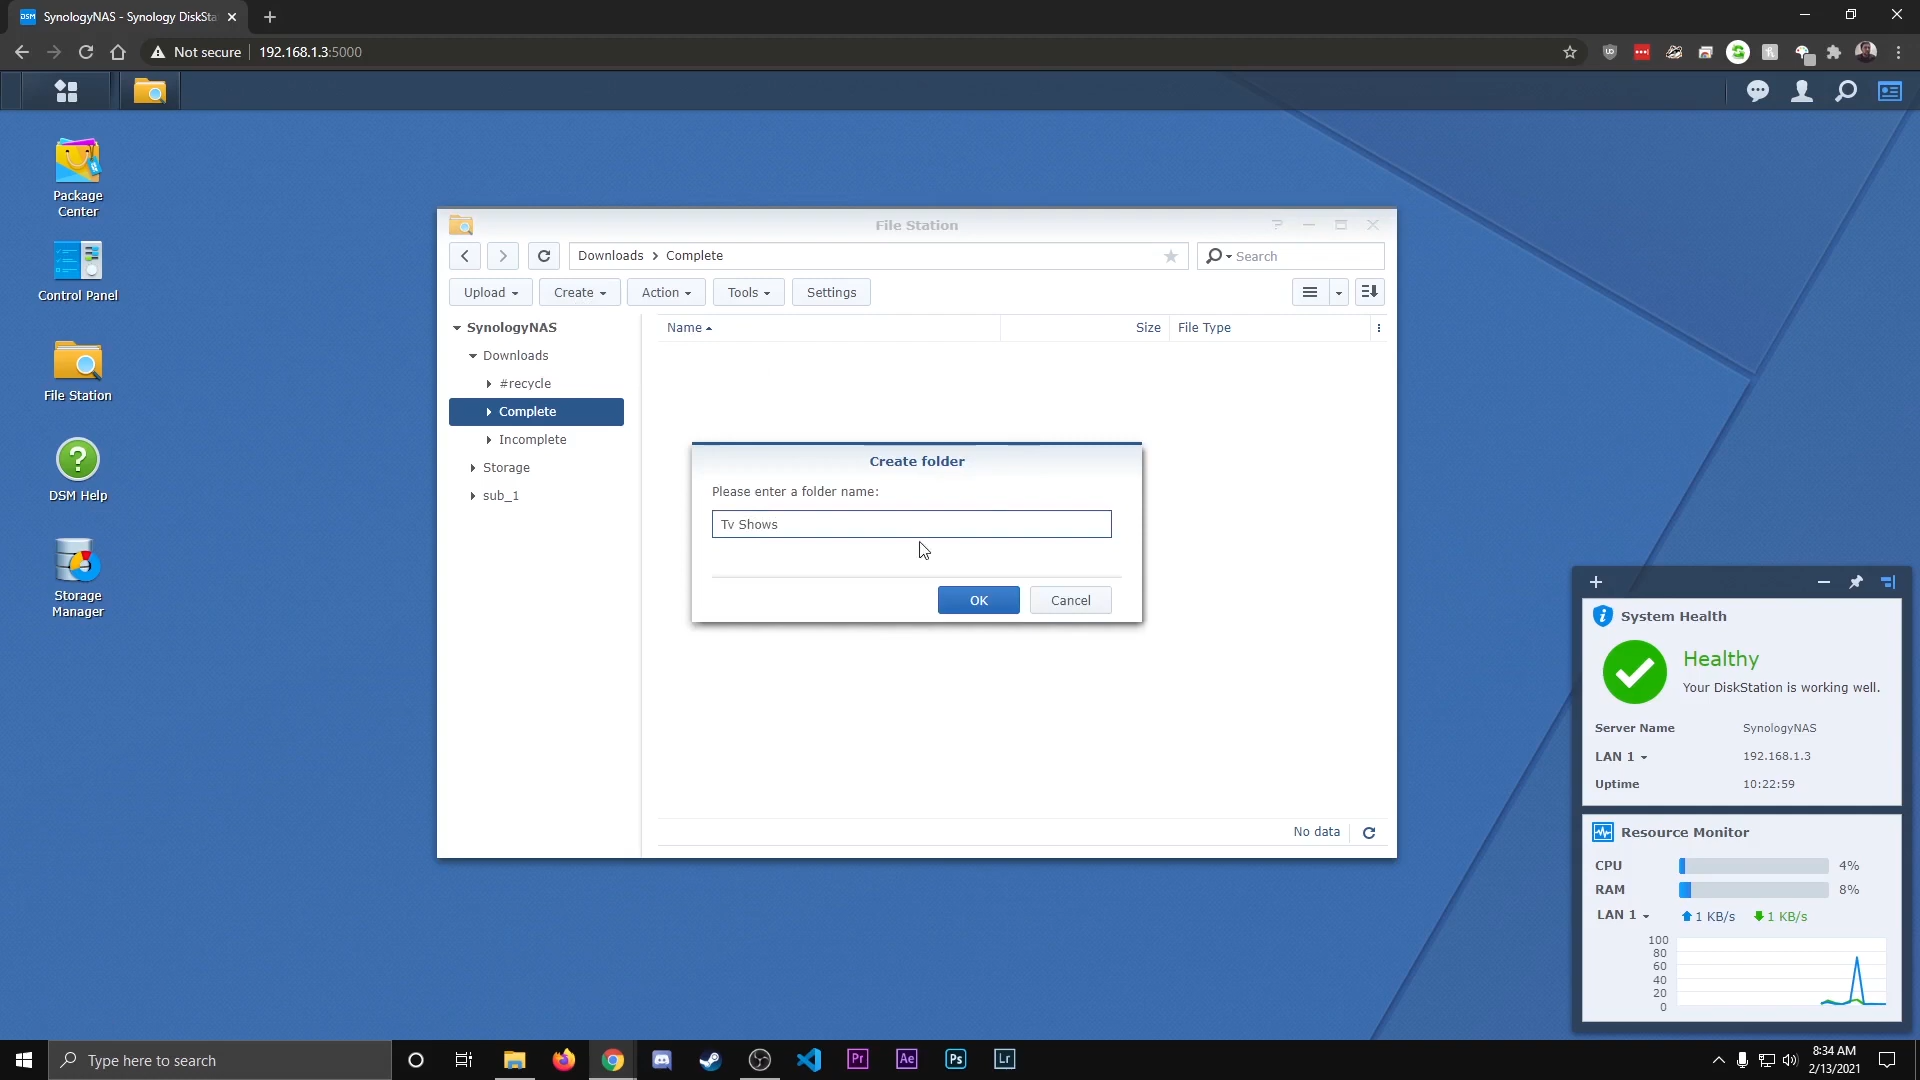 DSM SynologyNAS - Synology DiskSta
Not secure 192.168.1.3:5000
Package
Center
Control Panel
File Station
DSM Help
Storage
Manager
File Station
Downloads Complete
Search
Upload Create Action Tools Settings
SynologyNAS
Downloads
#recycle
Complete
Incomplete
Storage
sub_1
Name Size File Type
Create folder
Please enter a folder name:
Tv Shows
OK Cancel
No data
System Health
Healthy
Your DiskStation is working well.
Server Name SynologyNAS
LAN 1 192.168.1.3
Uptime 10:22:59
Resource Monitor
CPU 4%
RAM 8%
LAN 1 1 KB/s 1 KB/s
100
80
60
40
20
0
Type here to search
Pr Ae Ps Lr
8:34 AM
2/13/2021